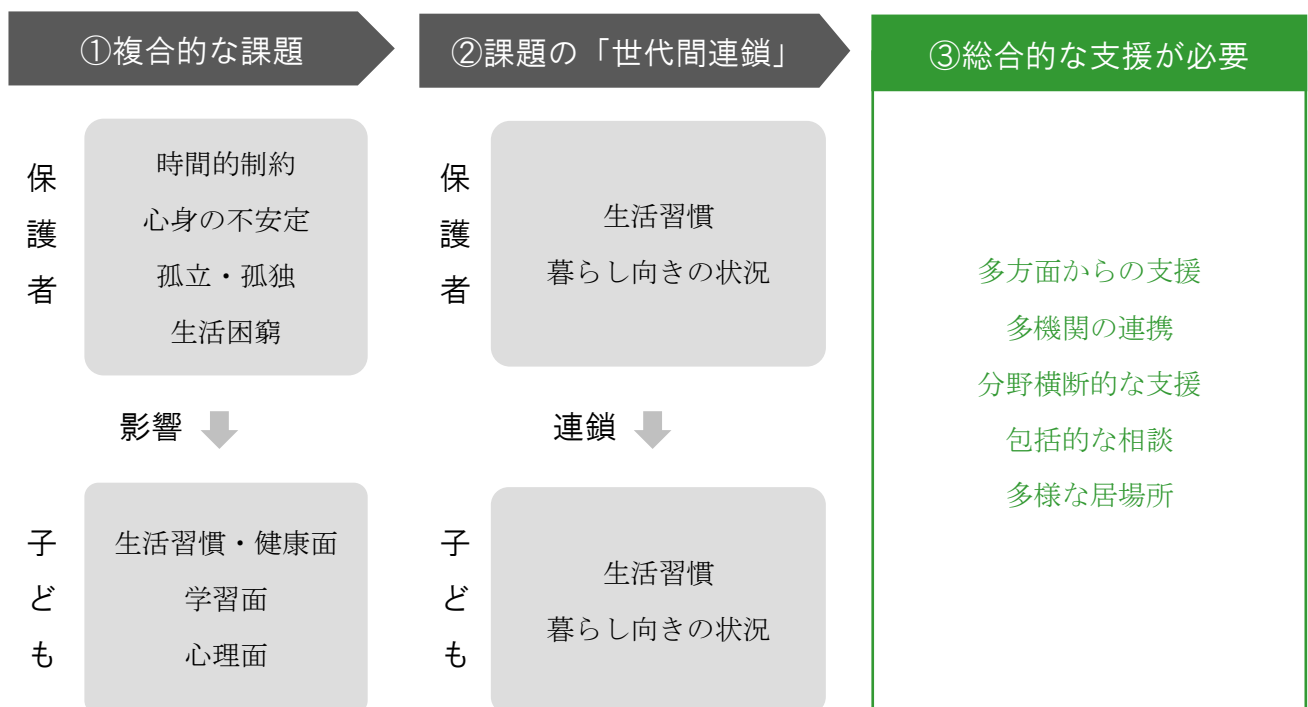 ①複合的な課題
保護者
時間的制約
心身の不安定
孤立・孤独
生活困窮
影響
子ども
生活習慣・健康面
学習面
心理面
②課題の「世代間連鎖」
保護者
生活習慣
暮らし向きの状況
連鎖
子ども
生活習慣
暮らし向きの状況
③総合的な支援が必要
多方面からの支援
多機関の連携
分野横断的な支援
包括的な相談
多様な居場所